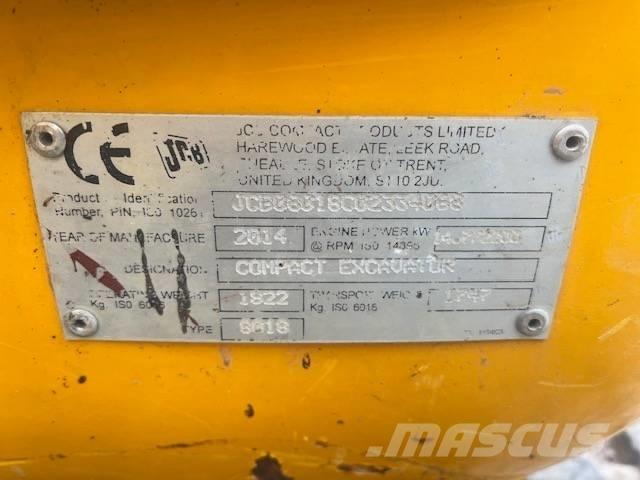 CE JCB
JCB COMPACT PRODUCTS LIMITED
HAREWOOD ESTATE, LEEK ROAD,
CHEADLE, STOKE ON TRENT,
UNITED KINGDOM, ST10 2JU.
Product Identification
Number, PIN, ISO 10261
YEAR OF MANUFACTURE 2014 ENGINE POWER kW
@ RPM ISO 14396
DESIGNATION COMPACT EXCAVATOR
OPERATING WEIGHT 1822 TRANSPORT WEIGHT
Kg. ISO 6016 Kg. ISO 6016
TYPE 8018
MASCUS